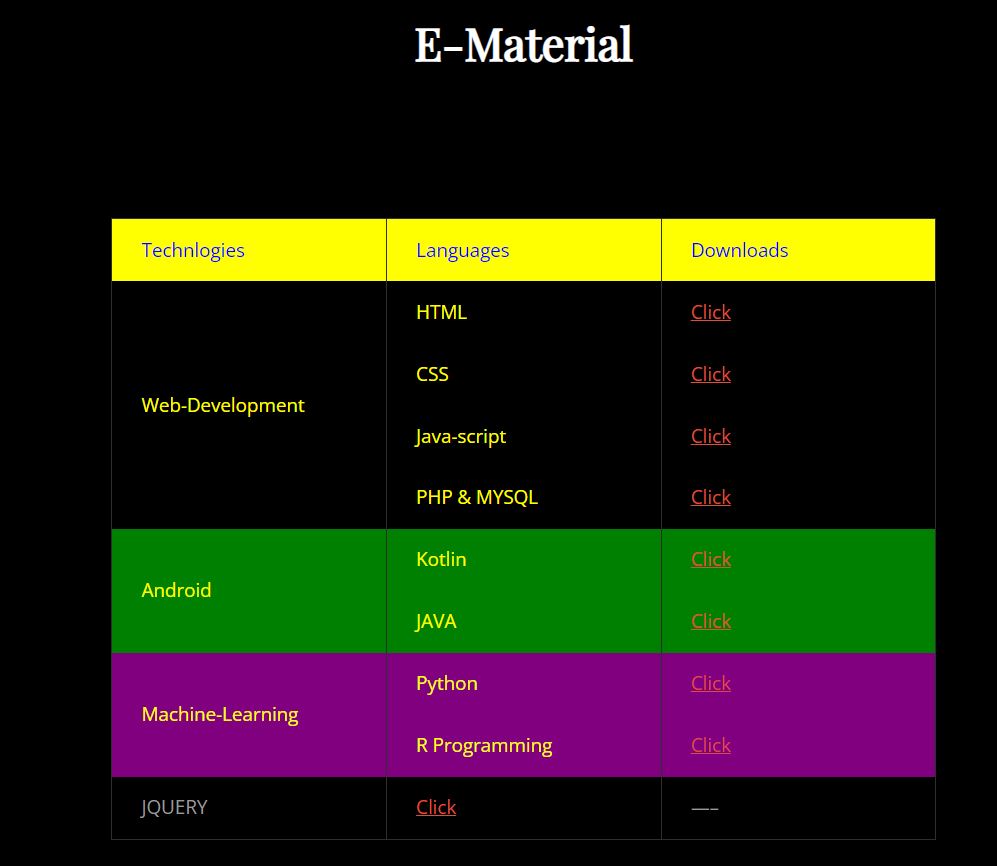 E-Material
Technlogies Languages Downloads
HTML Click
CSS Click
Web-Development
Java-script Click
PHP & MYSQL Click
Kotlin Click
Android
JAVA Click
Python Click
Machine-Learning
R Programming Click
JQUERY Click —–